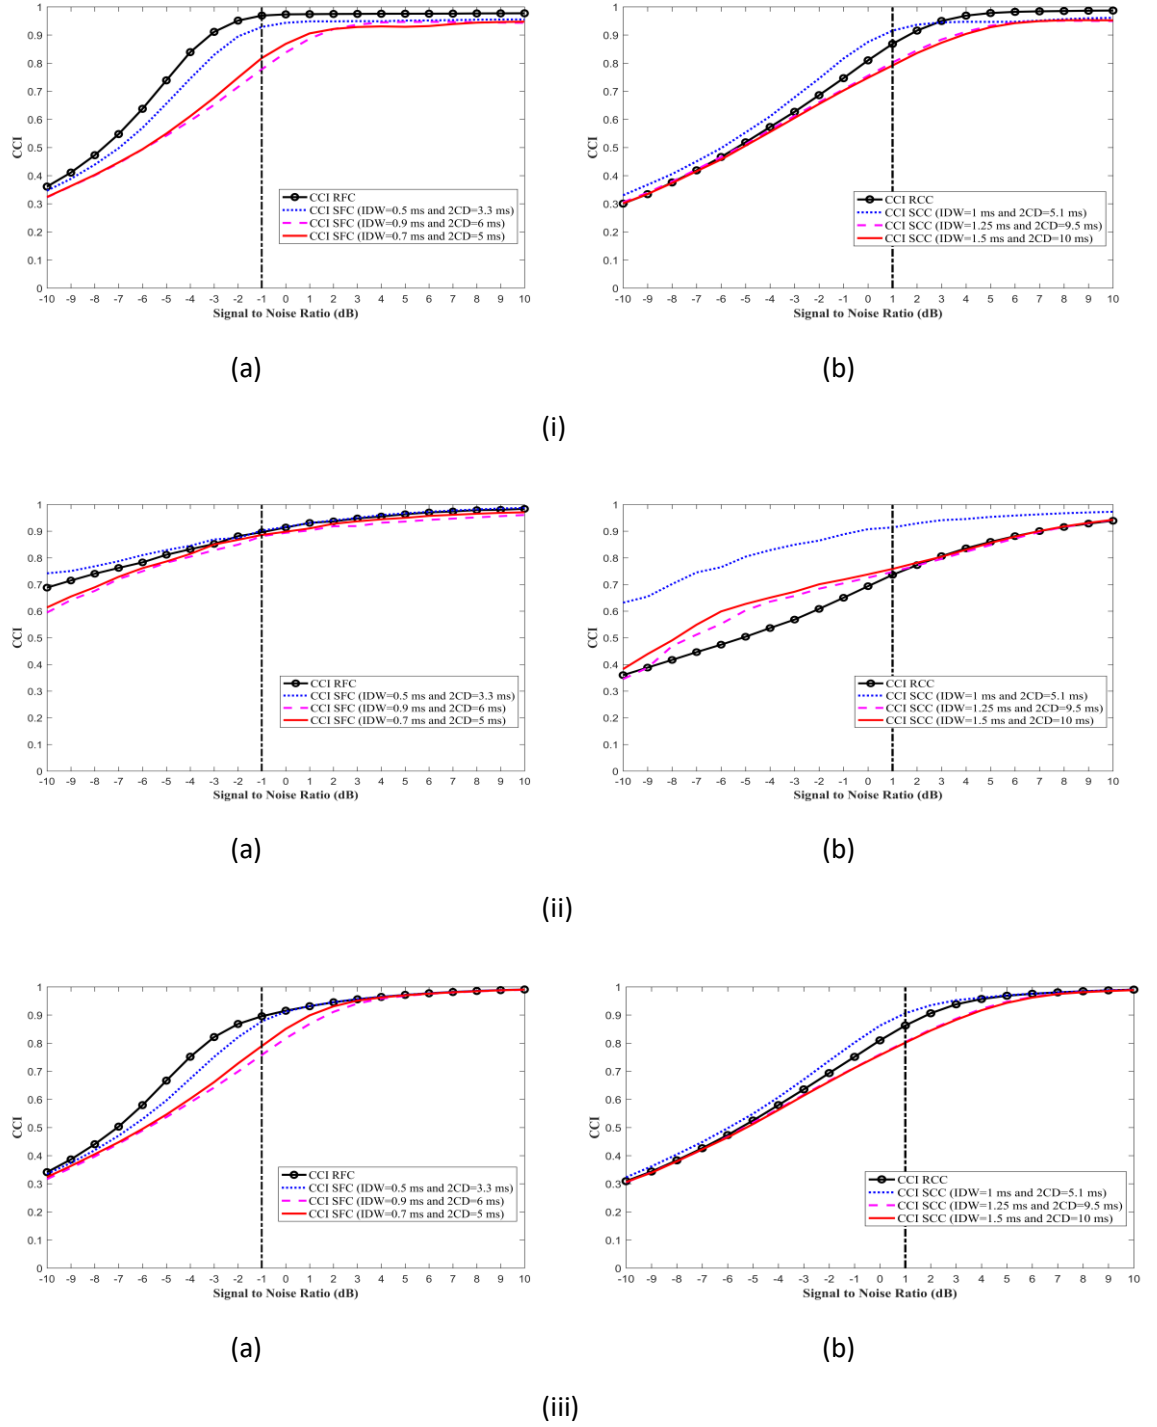 1
0.9
0.8
0.7
0.6
0.5
0.4
0.3
0.2
0.1
0
CCI
CCI RFC
CCI SFC (IDW=0.5 ms and 2CD=3.3 ms)
CCI SFC (IDW=0.9 ms and 2CD=6 ms)
CCI SFC (IDW=0.7 ms and 2CD=5 ms)
-10 -9 -8 -7 -6 -5 -4 -3 -2 -1 0 1 2 3 4 5 6 7 8 9 10
Signal to Noise Ratio (dB)
(a)
1
0.9
0.8
0.7
0.6
0.5
0.4
0.3
0.2
0.1
0
CCI
CCI RCC
CCI SCC (IDW=1 ms and 2CD=5.1 ms)
CCI SCC (IDW=1.25 ms and 2CD=9.5 ms)
CCI SCC (IDW=1.5 ms and 2CD=10 ms)
-10 -9 -8 -7 -6 -5 -4 -3 -2 -1 0 1 2 3 4 5 6 7 8 9 10
Signal to Noise Ratio (dB)
(b)
(i)
1
0.9
0.8
0.7
0.6
0.5
0.4
0.3
0.2
0.1
0
CCI
CCI RFC
CCI SFC (IDW=0.5 ms and 2CD=3.3 ms)
CCI SFC (IDW=0.9 ms and 2CD=6 ms)
CCI SFC (IDW=0.7 ms and 2CD=5 ms)
-10 -9 -8 -7 -6 -5 -4 -3 -2 -1 0 1 2 3 4 5 6 7 8 9 10
Signal to Noise Ratio (dB)
(a)
1
0.9
0.8
0.7
0.6
0.5
0.4
0.3
0.2
0.1
0
CCI
CCI RCC
CCI SCC (IDW=1 ms and 2CD=5.1 ms)
CCI SCC (IDW=1.25 ms and 2CD=9.5 ms)
CCI SCC (IDW=1.5 ms and 2CD=10 ms)
-10 -9 -8 -7 -6 -5 -4 -3 -2 -1 0 1 2 3 4 5 6 7 8 9 10
Signal to Noise Ratio (dB)
(b)
(ii)
1
0.9
0.8
0.7
0.6
0.5
0.4
0.3
0.2
0.1
0
CCI
CCI RFC
CCI SFC (IDW=0.5 ms and 2CD=3.3 ms)
CCI SFC (IDW=0.9 ms and 2CD=6 ms)
CCI SFC (IDW=0.7 ms and 2CD=5 ms)
-10 -9 -8 -7 -6 -5 -4 -3 -2 -1 0 1 2 3 4 5 6 7 8 9 10
Signal to Noise Ratio (dB)
(a)
1
0.9
0.8
0.7
0.6
0.5
0.4
0.3
0.2
0.1
0
CCI
CCI RCC
CCI SCC (IDW=1 ms and 2CD=5.1 ms)
CCI SCC (IDW=1.25 ms and 2CD=9.5 ms)
CCI SCC (IDW=1.5 ms and 2CD=10 ms)
-10 -9 -8 -7 -6 -5 -4 -3 -2 -1 0 1 2 3 4 5 6 7 8 9 10
Signal to Noise Ratio (dB)
(b)
(iii)